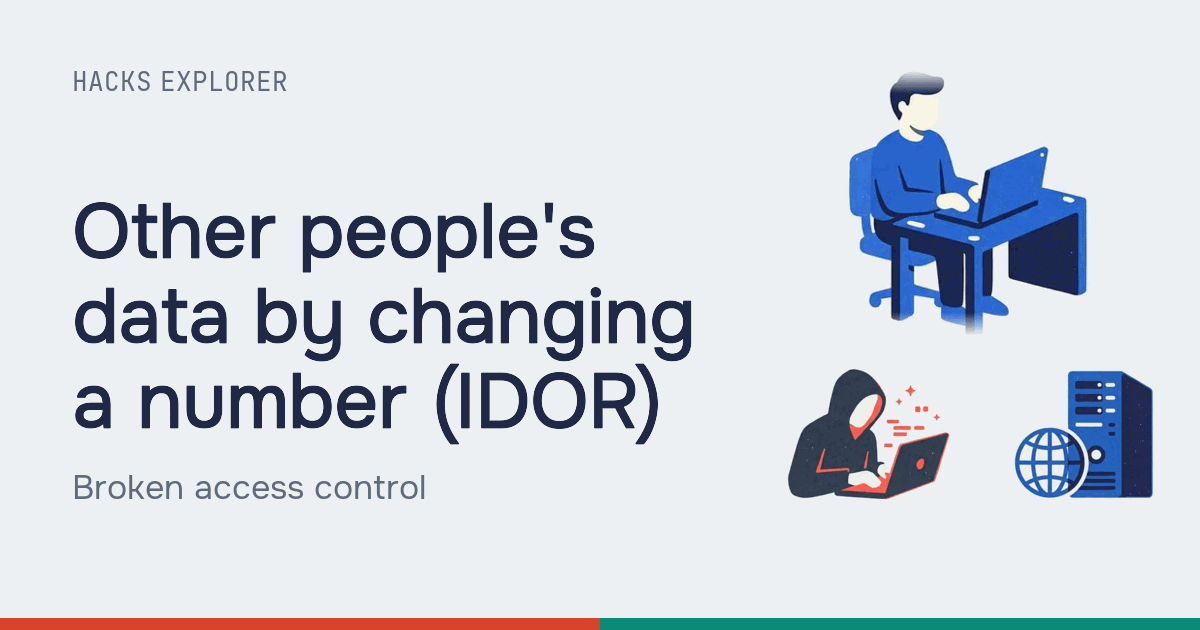 HACKS EXPLORER
Other people's
data by changing
a number (IDOR)
Broken access control